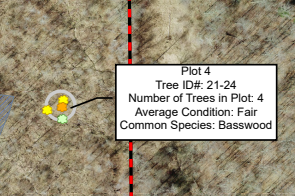 Plot 4
Tree ID#: 21-24
Number of Trees in Plot: 4
Average Condition: Fair
Common Species: Basswood